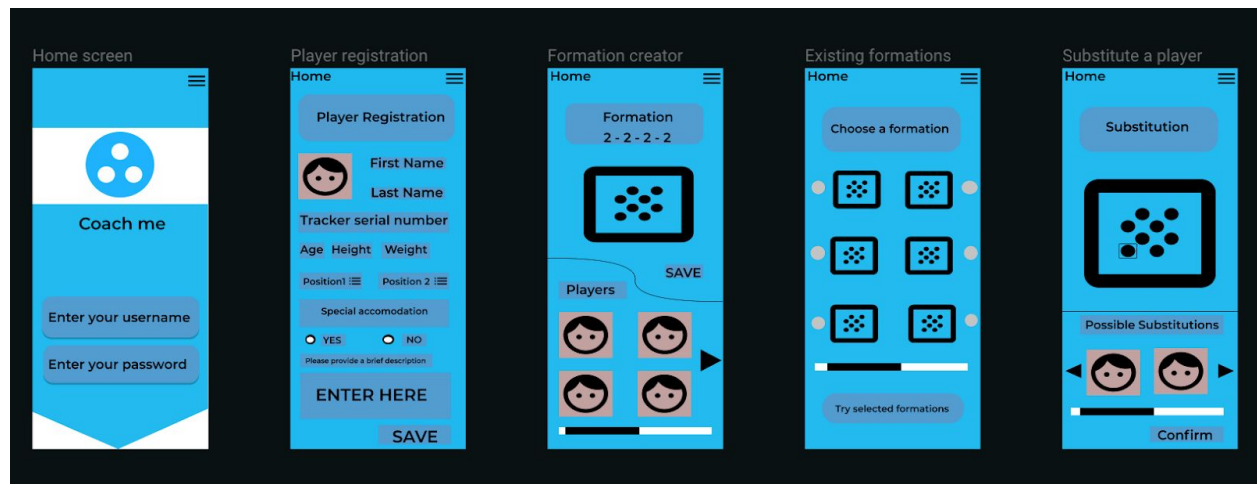 Home screen
Coach me
Enter your username
Enter your password
Player registration
Home
Player Registration
First Name
Last Name
Tracker serial number
Age Height Weight
Position1 Position 2
Special accomodation
YES NO
Please provide a brief description
ENTER HERE
SAVE
Formation creator
Home
Formation
2 - 2 - 2 - 2
SAVE
Players
Existing formations
Home
Choose a formation
Try selected formations
Substitute a player
Home
Substitution
Possible Substitutions
Confirm